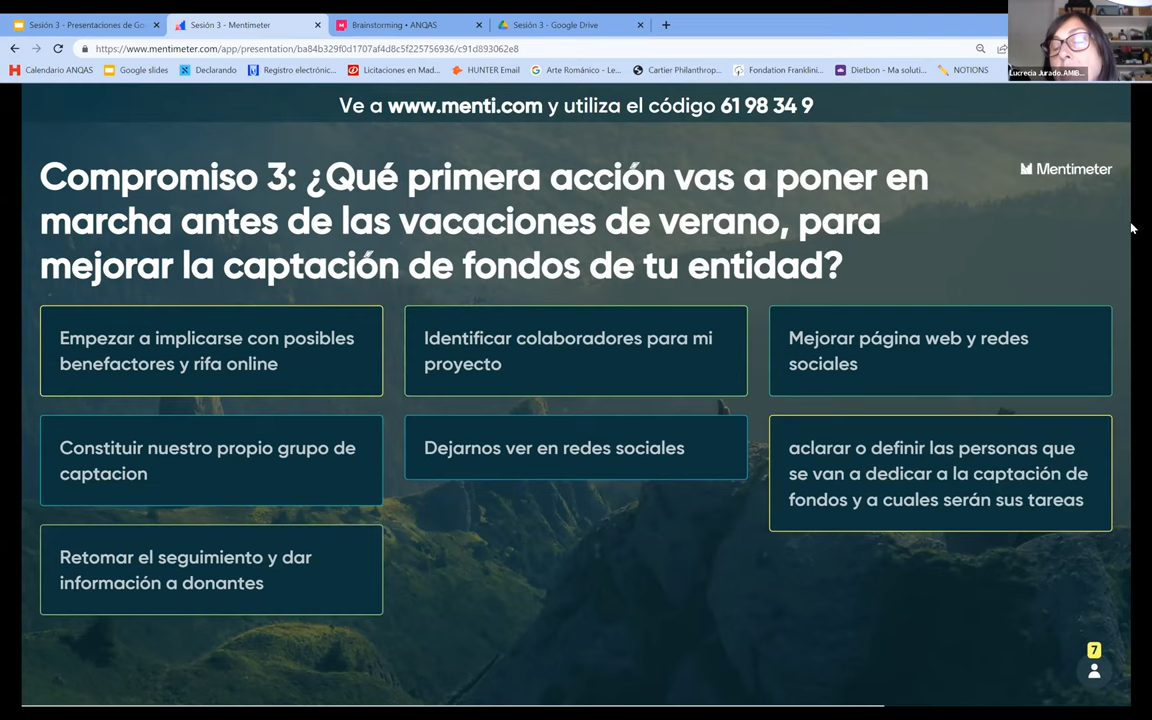 Sesión 3 - Presentaciones de Go
Sesión 3 - Mentimeter
Brainstorming • ANQAS
Sesión 3 - Google Drive
https://www.mentimeter.com/app/presentation/ba84b329f0d1707af4d8c5f225756936/c91d893062e8
Calendario ANQAS
Google slides
Declarando
Registro electrónic...
Licitaciones en Mad...
HUNTER Email
Arte Románico - Le...
Cartier Philanthrop...
Fondation Franklini...
Dietbon - Ma soluti...
NOTIONS
Lucrecia Jurado.AMIB...
Ve a www.menti.com y utiliza el código 61 98 34 9
Mentimeter
Compromiso 3: ¿Qué primera acción vas a poner en
marcha antes de las vacaciones de verano, para
mejorar la captación de fondos de tu entidad?
Empezar a implicarse con posibles
benefactores y rifa online
Identificar colaboradores para mi
proyecto
Mejorar página web y redes
sociales
Constituir nuestro propio grupo de
captacion
Dejarnos ver en redes sociales
aclarar o definir las personas que
se van a dedicar a la captación de
fondos y a cuales serán sus tareas
Retomar el seguimiento y dar
información a donantes
7